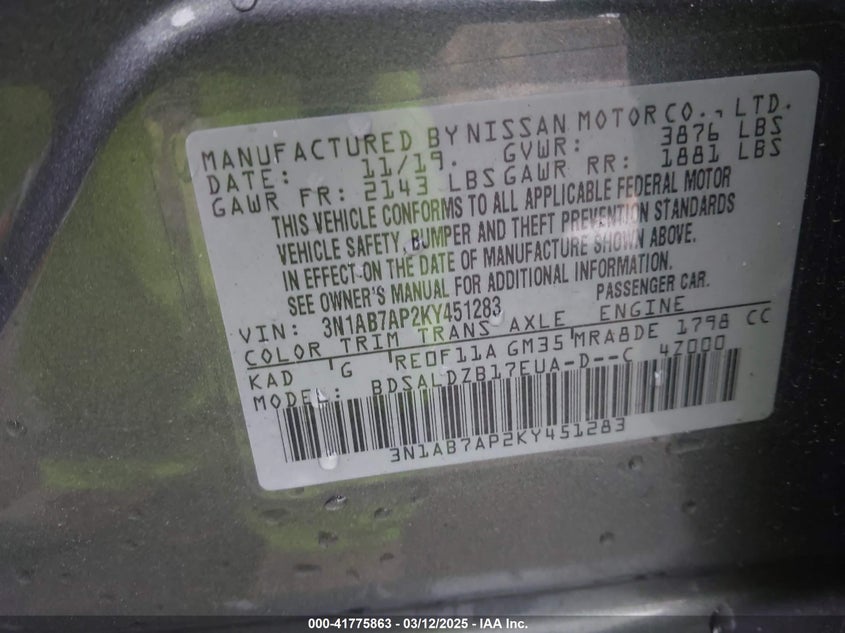 MANUFACTURED BY NISSAN MOTOR CO., LTD.
DATE: 11/19. GVWR: 3876 LBS
GAWR FR: 2143 LBS GAWR RR: 1881 LBS
THIS VEHICLE CONFORMS TO ALL APPLICABLE FEDERAL MOTOR
VEHICLE SAFETY, BUMPER AND THEFT PREVENTION STANDARDS
IN EFFECT ON THE DATE OF MANUFACTURE SHOWN ABOVE.
SEE OWNER'S MANUAL FOR ADDITIONAL INFORMATION.
VIN: 3N1AB7AP2KY451283 PASSENGER CAR.
COLOR TRIM TRANS AXLE ENGINE
KAD G RE0F11A GM35 MRA8DE 1798 CC
MODEL: BDSALDZB17EUA-D--C 4Z000
3N1AB7AP2KY451283
000-41775863 - 03/12/2025 - IAA Inc.